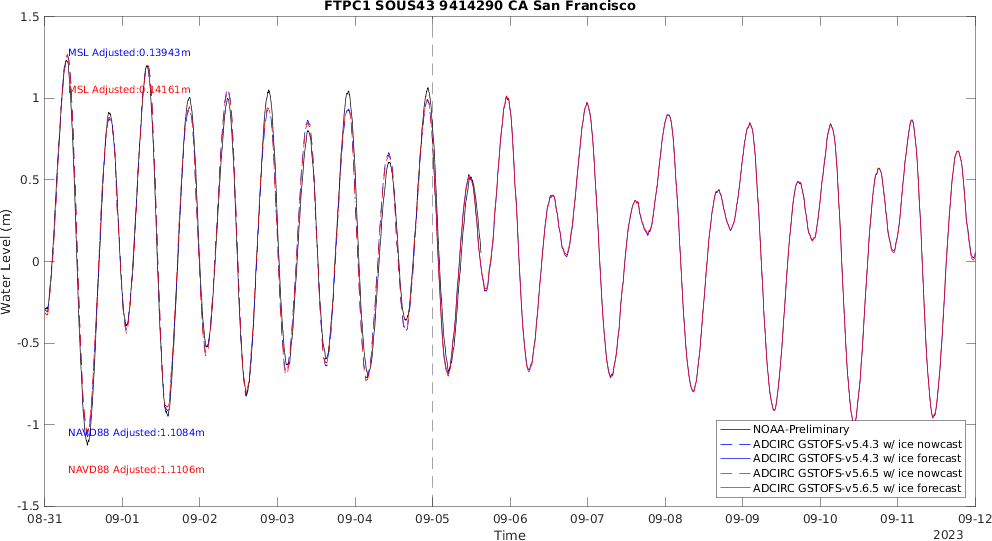 FTPC1 SOUS43 9414290 CA San Francisco
1.5
1
0.5
0
-0.5
-1
-1.5
Water Level (m)
MSL Adjusted:0.13943m
MSL Adjusted:0.14161m
NAVD88 Adjusted:1.1084m
NAVD88 Adjusted:1.1106m
NOAA-Preliminary
ADCIRC GSTOFS-v5.4.3 w/ ice nowcast
ADCIRC GSTOFS-v5.4.3 w/ ice forecast
ADCIRC GSTOFS-v5.6.5 w/ ice nowcast
ADCIRC GSTOFS-v5.6.5 w/ ice forecast
08-31 09-01 09-02 09-03 09-04 09-05 09-06 09-07 09-08 09-09 09-10 09-11 09-12
Time
2023